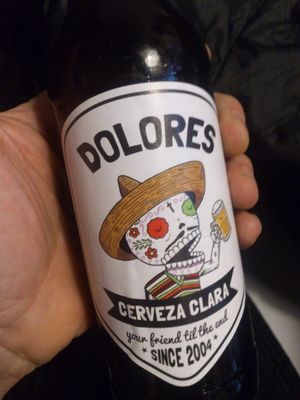 DOLORES
CERVEZA CLARA
your friend til the end
SINCE 2004